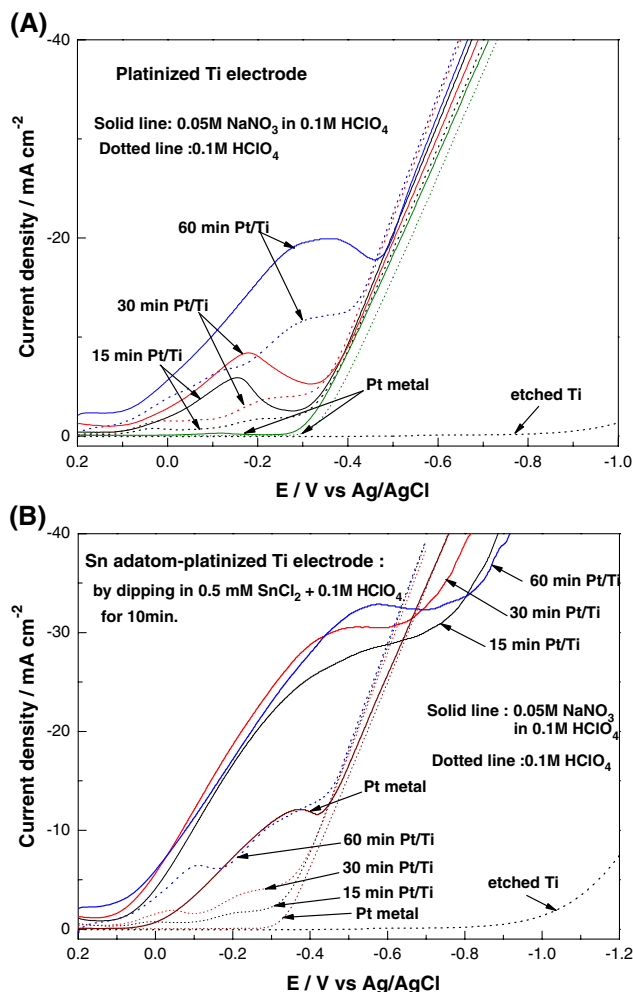 (A)
-40
Platinized Ti electrode
Solid line: 0.05M NaNO3 in 0.1M HClO4
Dotted line :0.1M HClO4
-20
60 min Pt/Ti
30 min Pt/Ti
15 min Pt/Ti
Pt metal
etched Ti
0
Current density / mA cm-2
0.2 0.0 -0.2 -0.4 -0.6 -0.8 -1.0
E / V vs Ag/AgCl
(B)
-40
Sn adatom-platinized Ti electrode :
by dipping in 0.5 mM SnCl2 + 0.1M HClO4
for 10min.
60 min Pt/Ti
30 min Pt/Ti
15 min Pt/Ti
-30
Solid line : 0.05M NaNO3
in 0.1M HClO4
Dotted line :0.1M HClO4
-20
Pt metal
-10
60 min Pt/Ti
30 min Pt/Ti
15 min Pt/Ti
Pt metal
etched Ti
0
Current density / mA cm-2
0.2 0.0 -0.2 -0.4 -0.6 -0.8 -1.0 -1.2
E / V vs Ag/AgCl